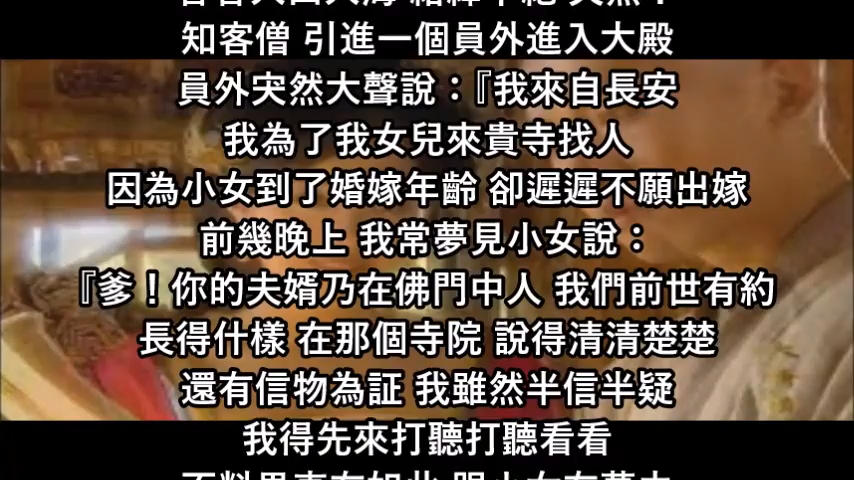 知客僧 引進一個員外進入大殿
員外突然大聲說：『我來自長安
我為了我女兒來貴寺找人
因為小女到了婚嫁年齡 卻遲遲不願出嫁
前幾晚上 我常夢見小女說：
『爹！你的夫婿乃在佛門中人 我們前世有約
長得什樣 在那個寺院 說得清清楚楚
還有信物為証 我雖然半信半疑
我得先來打聽打聽看看